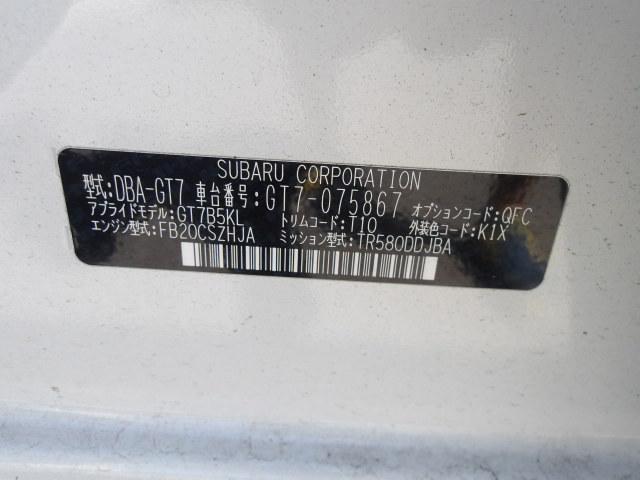 SUBARU CORPORATION
型式:DBA-GT7 車台番号:GT7-075867 オプションコード:QFC
アプライドモデル:GT7B5KL トリムコード:T10 外装色コード:K1X
エンジン型式:FB20CSZHJA ミッション型式:TR580DDJBA